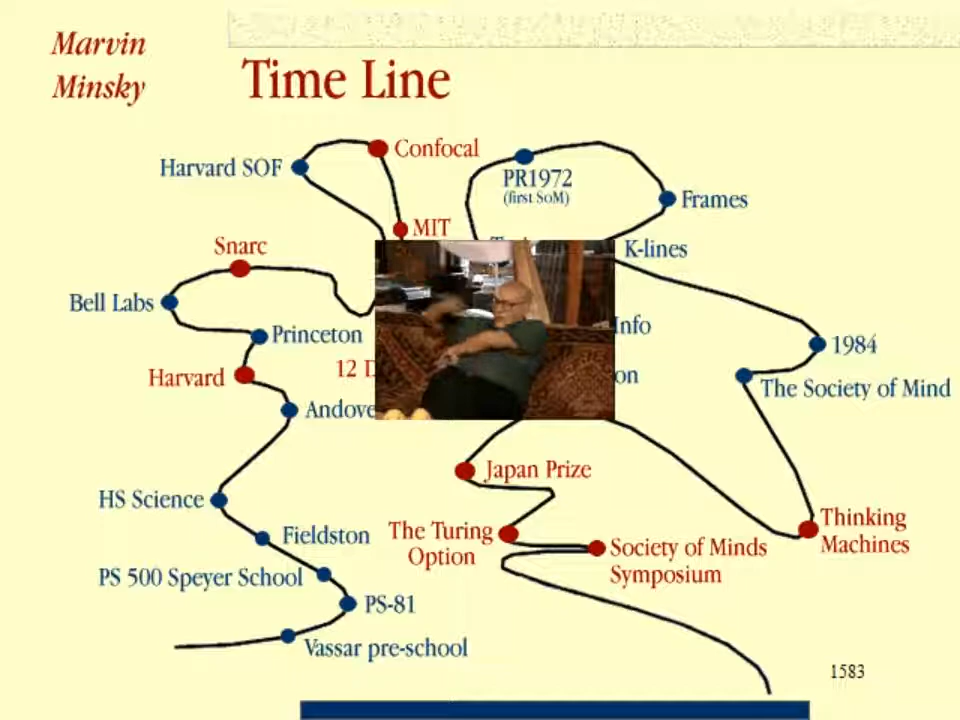 Marvin
Minsky
Time Line
Confocal
Harvard SOF
PR1972
(first SoM)
Frames
MIT
Snarc
K-lines
Bell Labs
Info
Princeton
1984
12
Harvard
The Society of Mind
Japan Prize
HS Science
Thinking
Machines
The Turing
Option
Fieldston
Society of Minds
Symposium
PS 500 Speyer School
PS-81
Vassar pre-school
1583